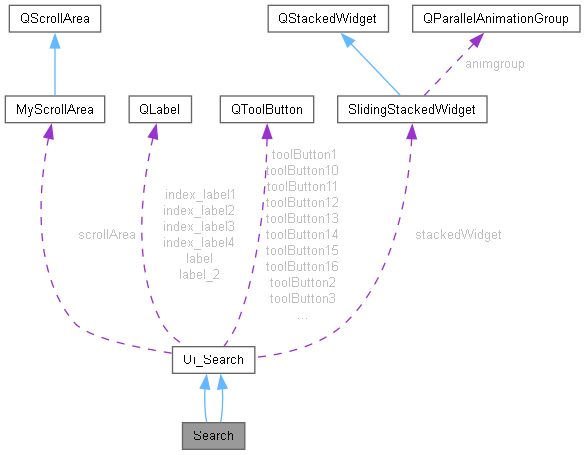 QScrollArea
QStackedWidget
QParallelAnimationGroup
animgroup
MyScrollArea
QLabel
QToolButton
SlidingStackedWidget
toolButton1
toolButton10
toolButton11
toolButton12
toolButton13
toolButton14
toolButton15
toolButton16
toolButton2
toolButton3
...
index_label1
index_label2
index_label3
index_label4
label
label_2
scrollArea
stackedWidget
Ui_Search
Search